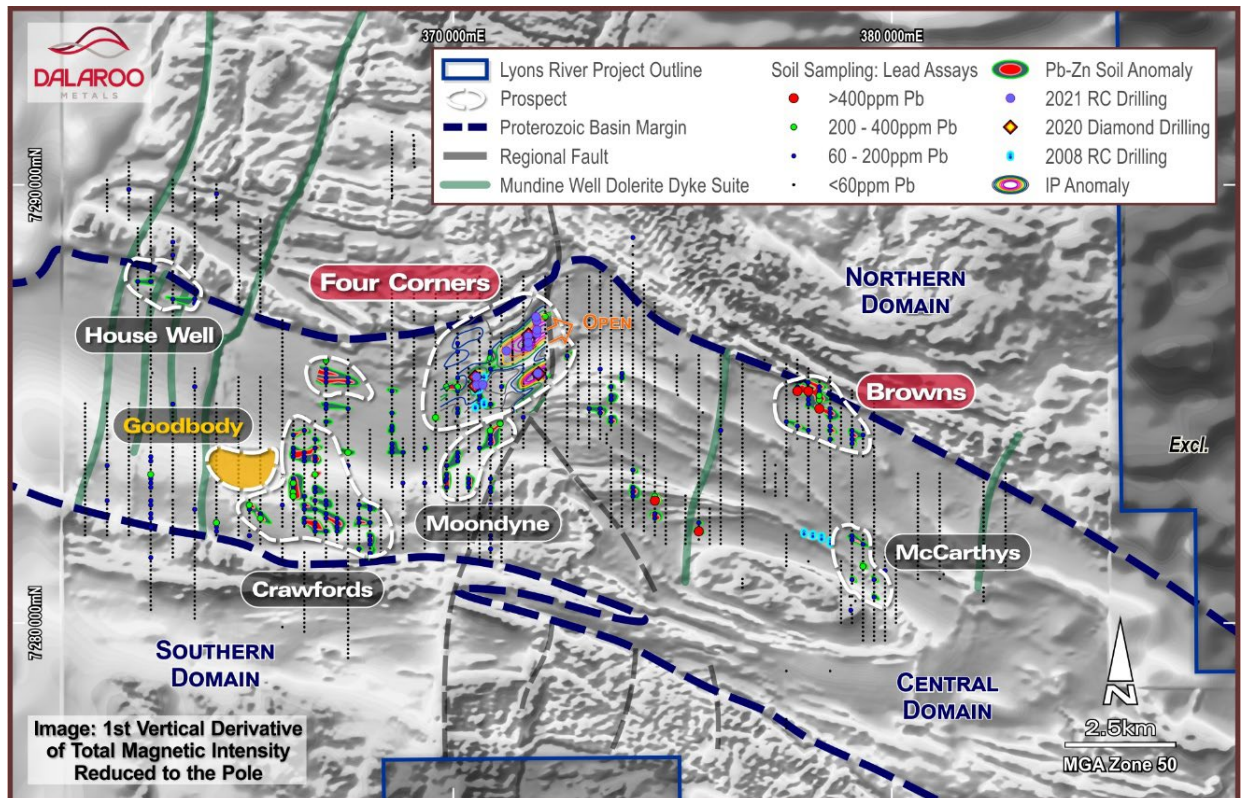 DALAROO
METALS
370 000mE
380 000mE
7 290 000mN
7 280 000mN
Lyons River Project Outline
Prospect
Proterozoic Basin Margin
Regional Fault
Mundine Well Dolerite Dyke Suite
Soil Sampling: Lead Assays
>400ppm Pb
200 - 400ppm Pb
60 - 200ppm Pb
<60ppm Pb
Pb-Zn Soil Anomaly
2021 RC Drilling
2020 Diamond Drilling
2008 RC Drilling
IP Anomaly
NORTHERN
DOMAIN
Four Corners
OPEN
House Well
Browns
Goodbody
Excl.
Moondyne
McCarthys
Crawfords
SOUTHERN
DOMAIN
CENTRAL
DOMAIN
N
2.5km
MGA Zone 50
Image: 1st Vertical Derivative
of Total Magnetic Intensity
Reduced to the Pole